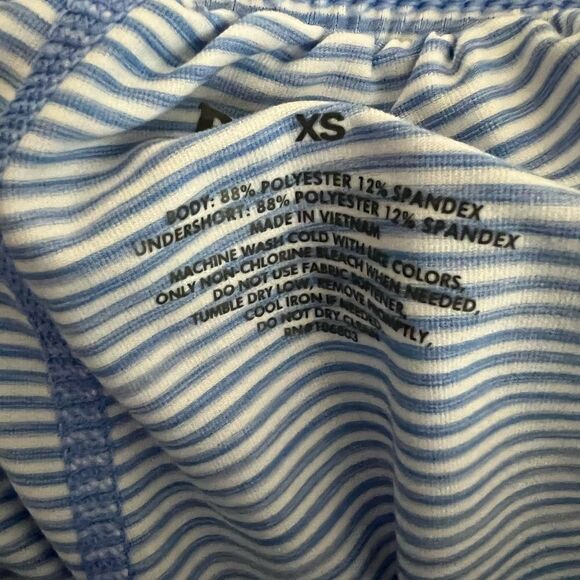 XS
BODY: 88% POLYESTER 12% SPANDEX
UNDERSHORT: 88% POLYESTER 12% SPANDEX
MADE IN VIETNAM
MACHINE WASH COLD WITH LIKE COLORS.
ONLY NON-CHLORINE BLEACH WHEN NEEDED.
DO NOT USE FABRIC SOFTENER.
TUMBLE DRY LOW, REMOVE PROMPTLY,
COOL IRON IF NEEDED
DO NOT DRY CLEAN
RN# 106803